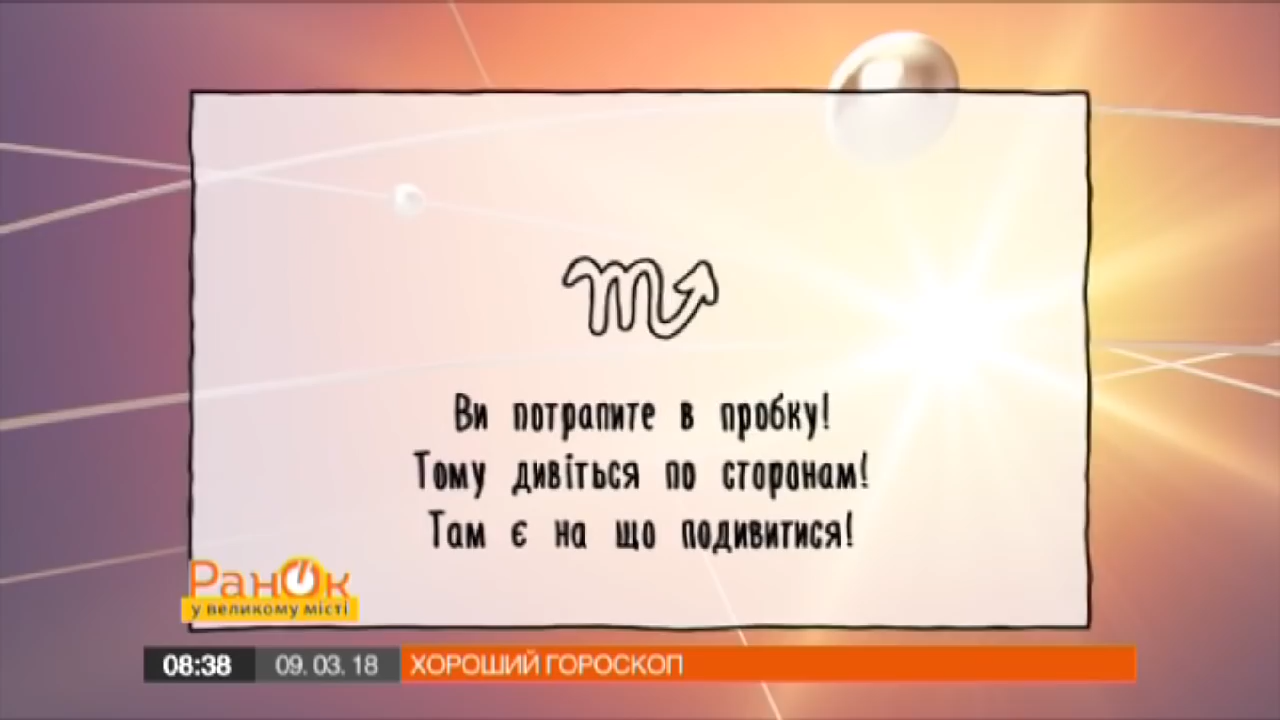 Ви потрапите в пробку!
Тому дивіться по сторонам!
Там є на що подивитися!
Ранок
у великому місті
08:38 09. 03. 18 ХОРОШИЙ ГОРОСКОП